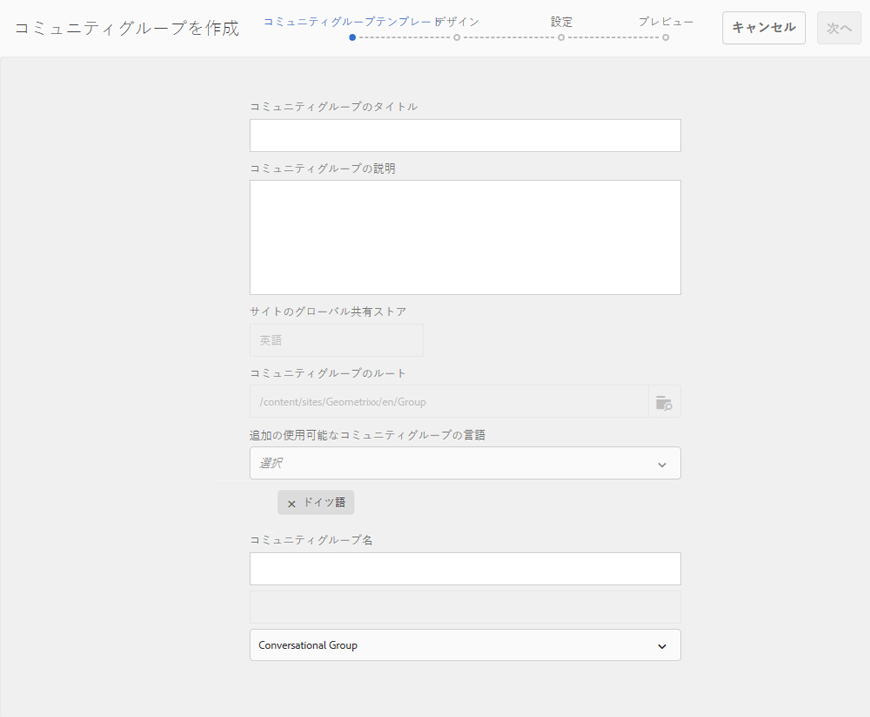 コミュニティグループを作成
コミュニティグループテンプレート
デザイン
設定
プレビュー
キャンセル
次へ
コミュニティグループのタイトル
コミュニティグループの説明
サイトのグローバル共有ストア
英語
コミュニティグループのルート
/content/sites/Geometrixx/en/Group
追加の使用可能なコミュニティグループの言語
選択
× ドイツ語
コミュニティグループ名
Conversational Group